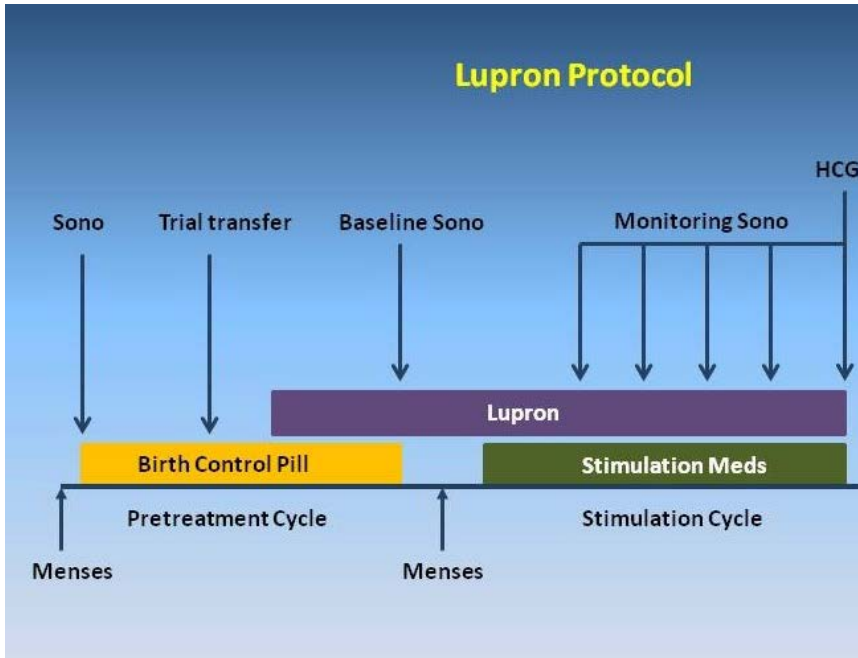 Lupron Protocol
HCG
Sono
Trial transfer
Baseline Sono
Monitoring Sono
Lupron
Birth Control Pill
Stimulation Meds
Pretreatment Cycle
Stimulation Cycle
Menses
Menses